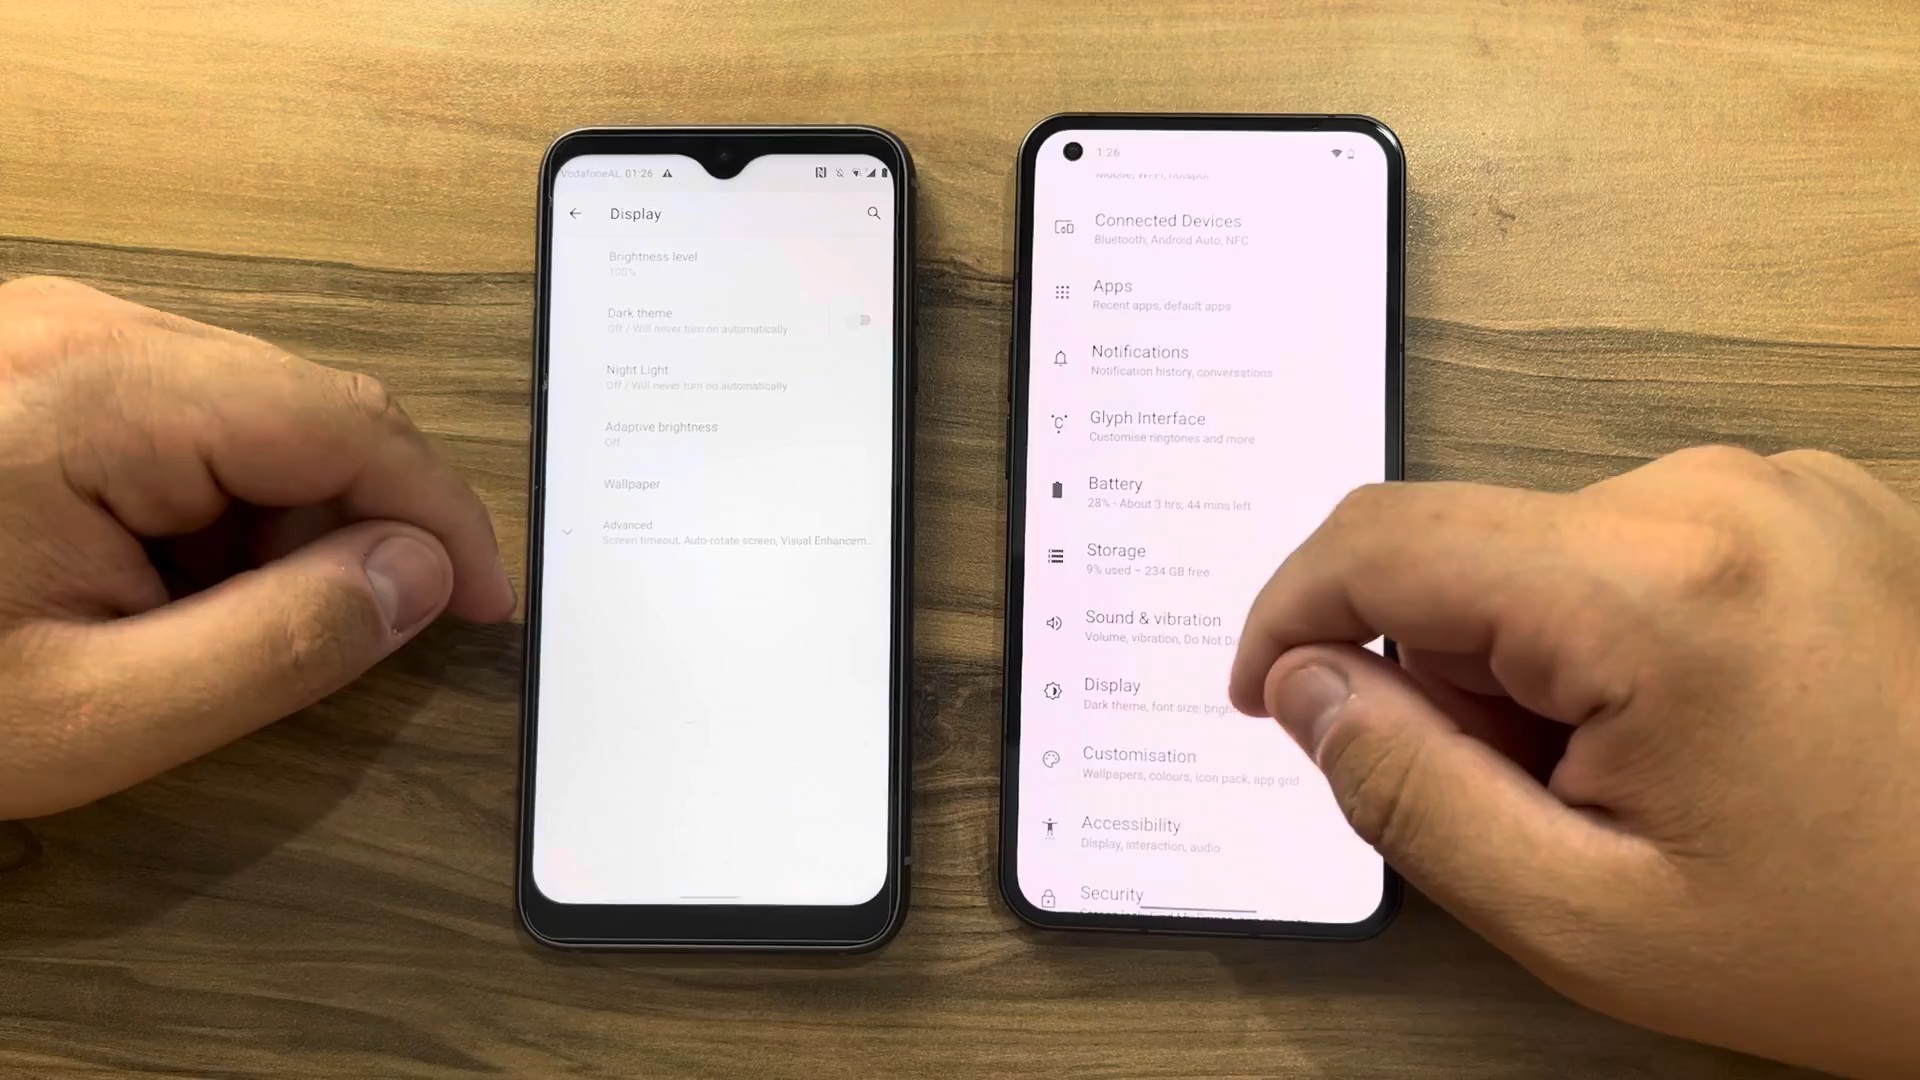 VodafoneAL 01:26
Display
Brightness level
100%
Dark theme
Off / Will never turn on automatically
Night Light
Off / Will never turn on automatically
Adaptive brightness
Off
Wallpaper
Advanced
Screen timeout, Auto-rotate screen, Visual Enhancem...
1:26
Mobile, Wi-Fi, hotspot
Connected Devices
Bluetooth, Android Auto, NFC
Apps
Recent apps, default apps
Notifications
Notification history, conversations
Glyph Interface
Customise ringtones and more
Battery
28% - About 3 hrs, 44 mins left
Storage
9% used – 234 GB free
Sound & vibration
Volume, vibration, Do Not
Display
Dark theme, font size,
Customisation
Wallpapers, colours, icon pack, app grid
Accessibility
Display, interaction, audio
Security